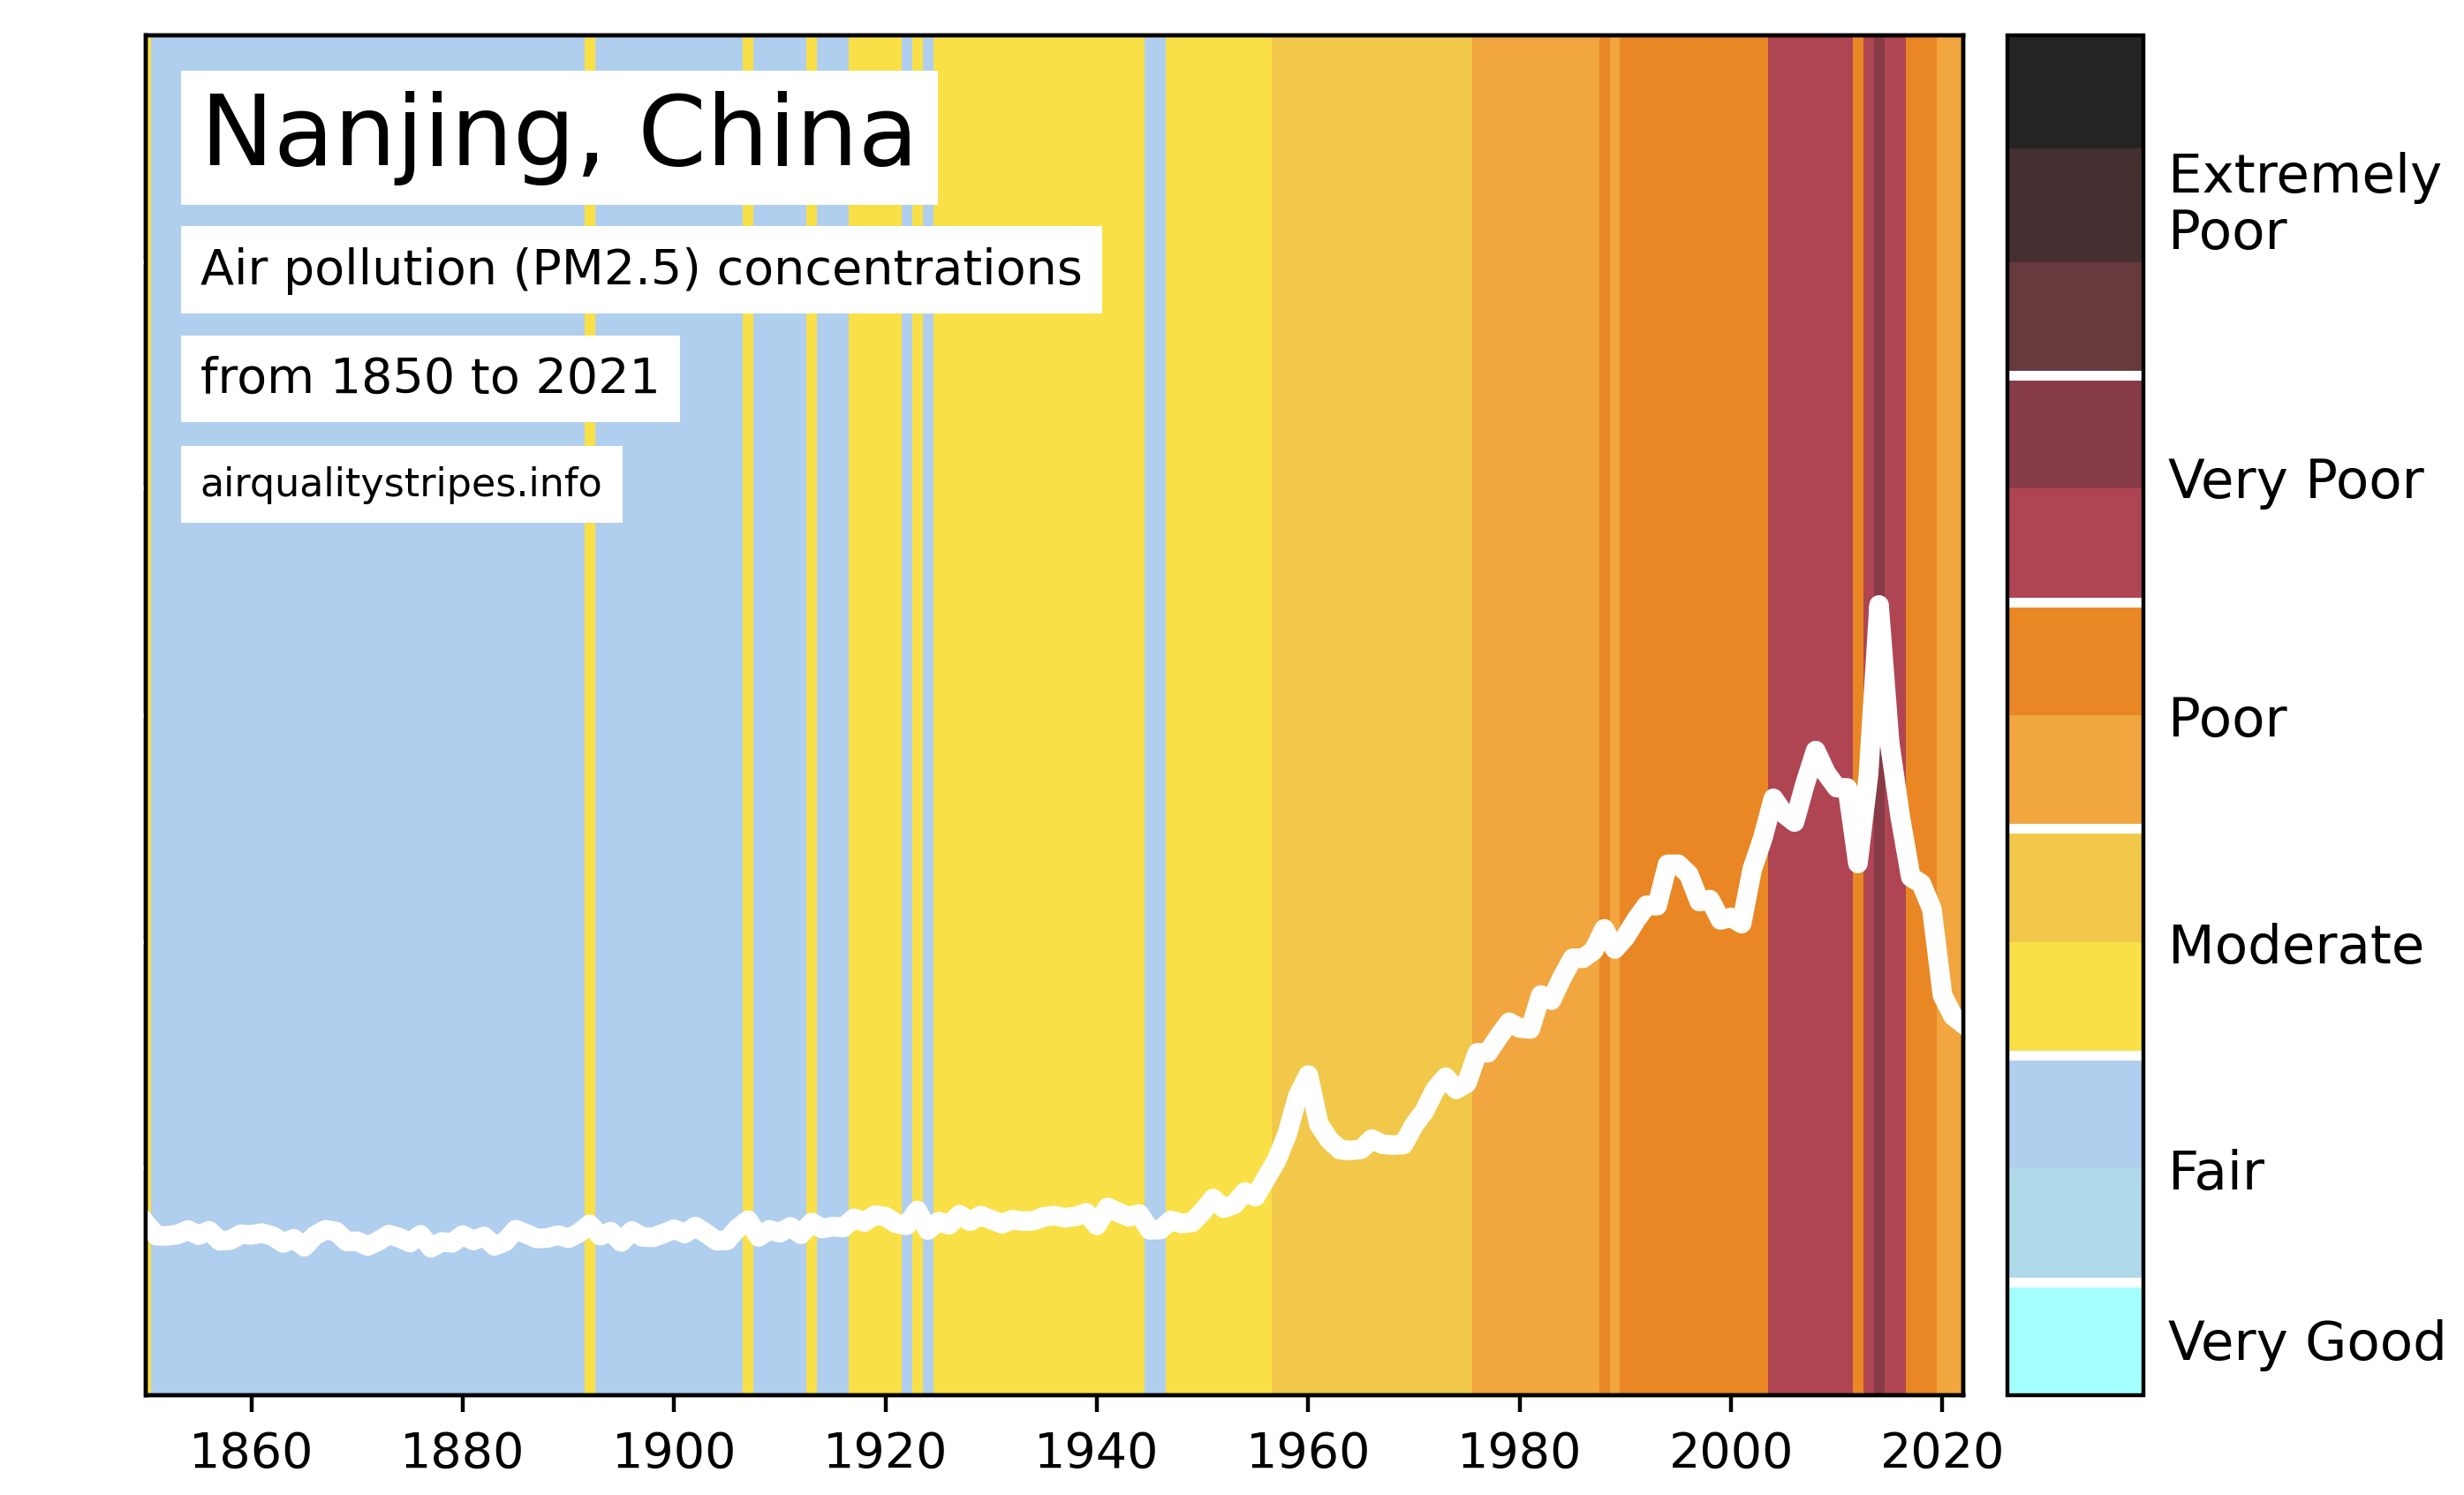 Nanjing, China
Air pollution (PM2.5) concentrations
from 1850 to 2021
airqualitystripes.info
Extremely
Poor
Very Poor
Poor
Moderate
Fair
Very Good
1860 1880 1900 1920 1940 1960 1980 2000 2020